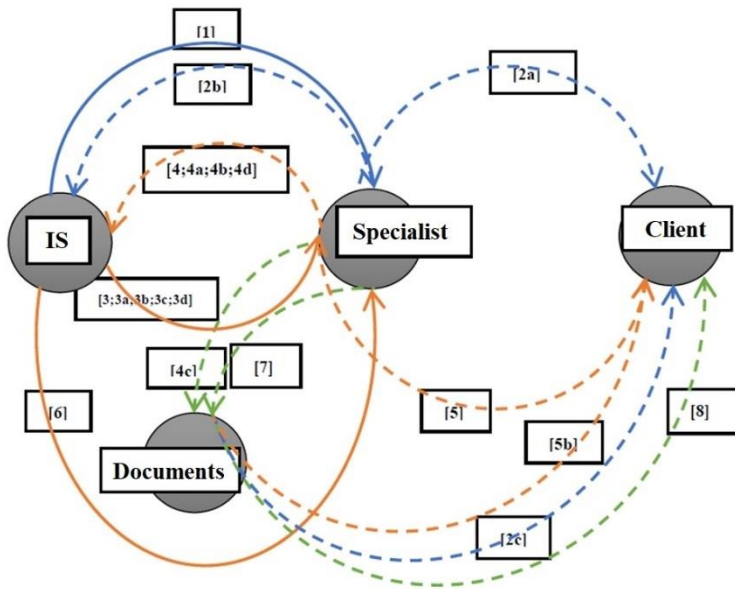 [1]
[2b]
[2a]
[4;4a;4b;4d]
IS
Specialist
Client
[3;3a;3b;3c;3d]
[4c]
[7]
[6]
[5]
[8]
[5b]
Documents
[2c]